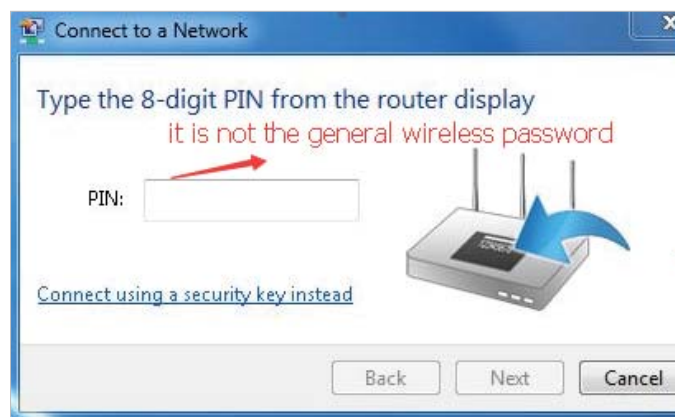 Connect to a Network
Type the 8-digit PIN from the router display
it is not the general wireless password
PIN:
Connect using a security key instead
Back Next Cancel